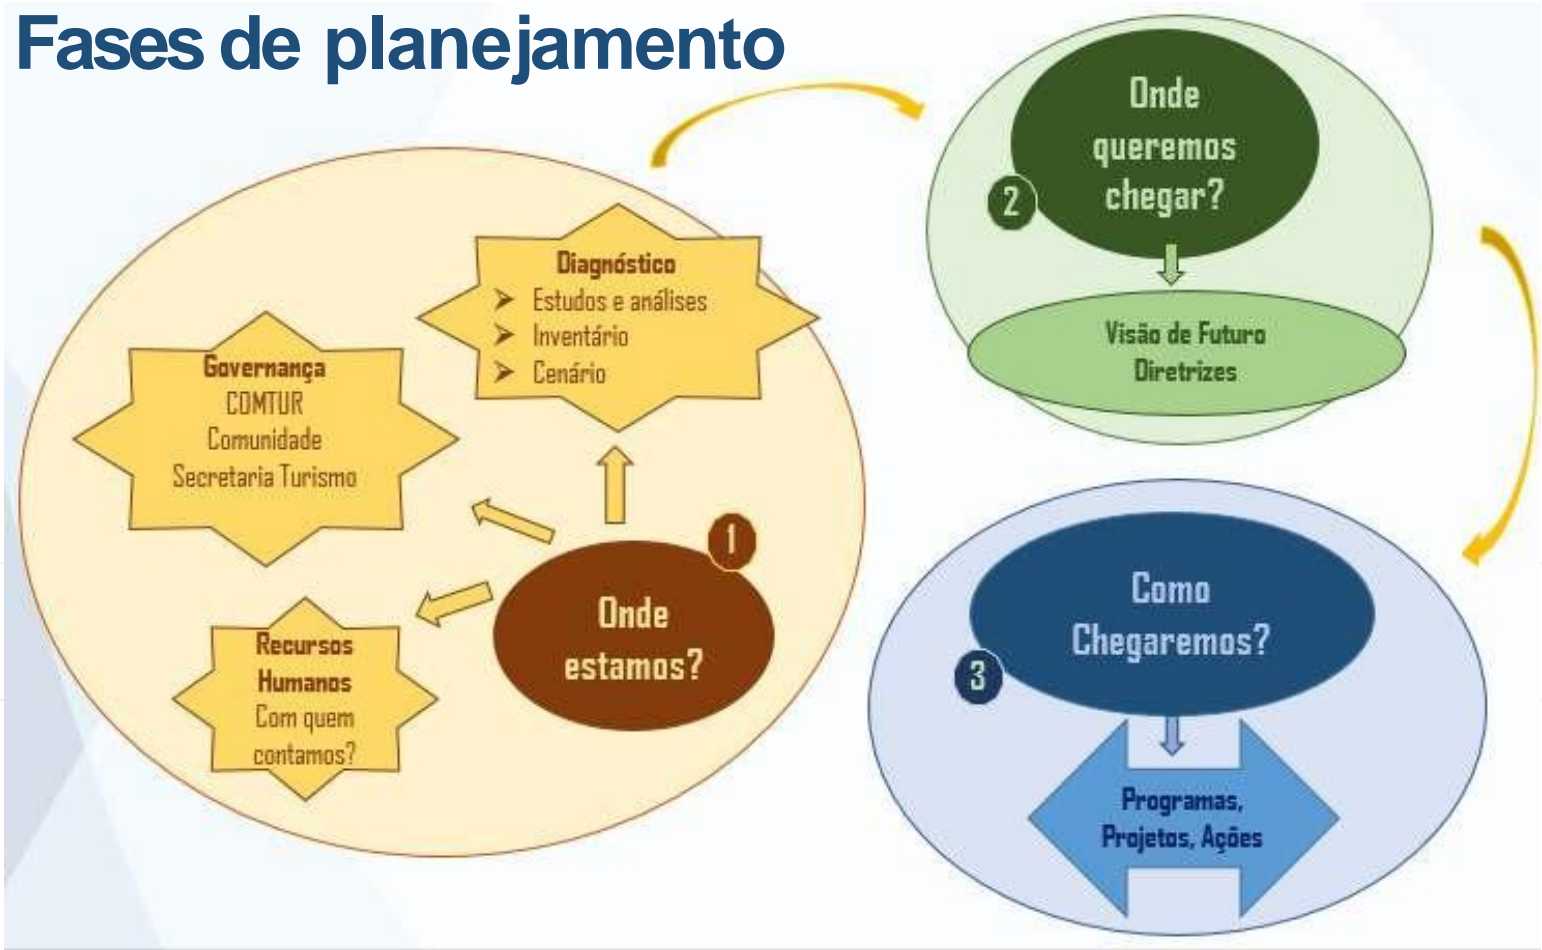 Fases de planejamento
1
Onde
estamos?
Diagnóstico
Estudos e análises
Inventário
Cenário
Governança
COMTUR
Comunidade
Secretaria Turismo
Recursos
Humanos
Com quem
contamos?
2
Onde
queremos
chegar?
Visão de Futuro
Diretrizes
3
Como
Chegaremos?
Programas,
Projetos, Ações